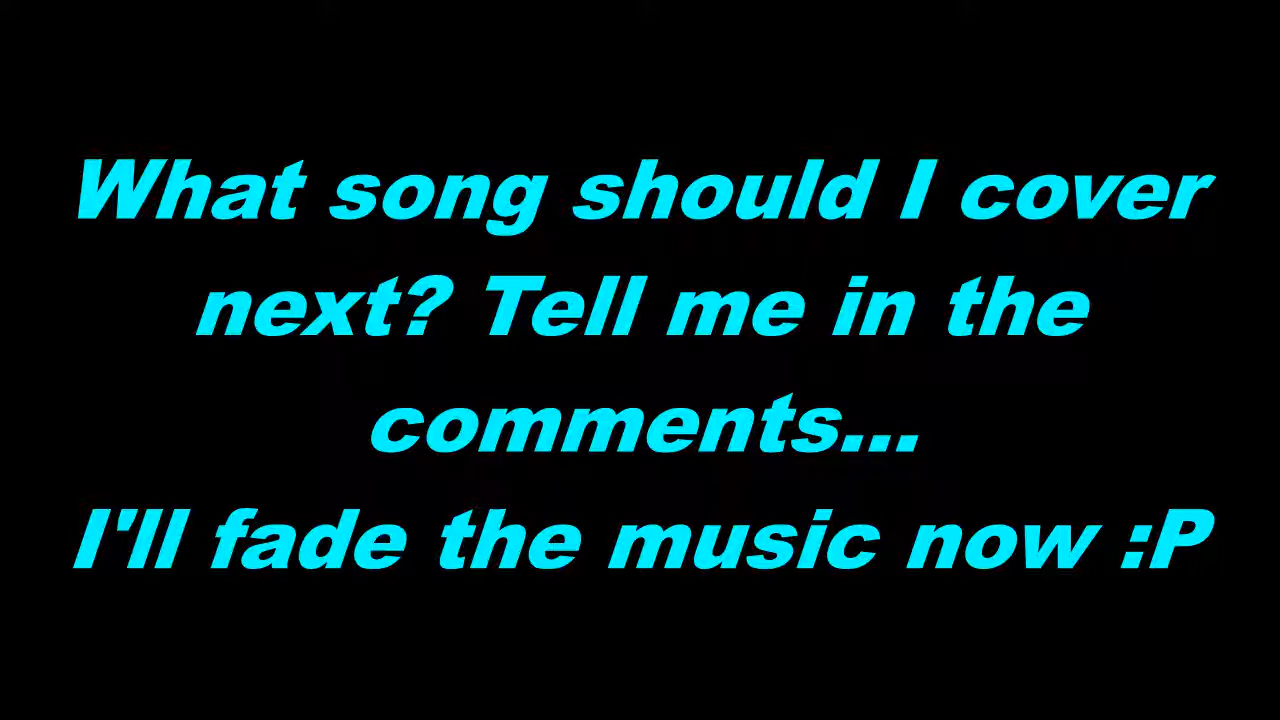 What song should I cover
next? Tell me in the
comments...
I'll fade the music now :P